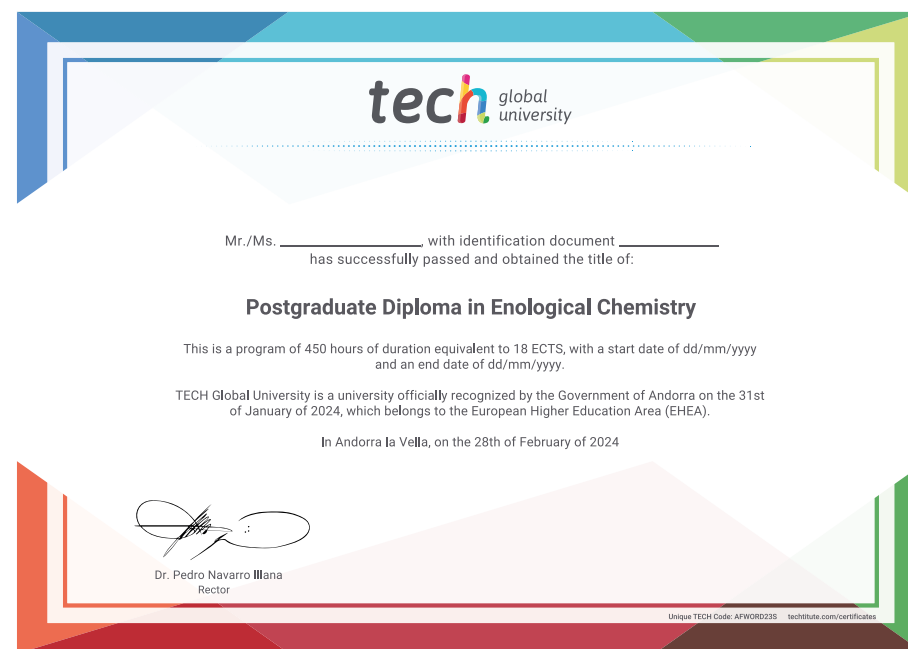 tech global university
Mr./Ms. ____________, with identification document ____________
has successfully passed and obtained the title of:
Postgraduate Diploma in Enological Chemistry
This is a program of 450 hours of duration equivalent to 18 ECTS, with a start date of dd/mm/yyyy
and an end date of dd/mm/yyyy.
TECH Global University is a university officially recognized by the Government of Andorra on the 31st
of January of 2024, which belongs to the European Higher Education Area (EHEA).
In Andorra la Vella, on the 28th of February of 2024
Dr. Pedro Navarro Illana
Rector
Unique TECH Code: AFWORD23S techtitute.com/certificates